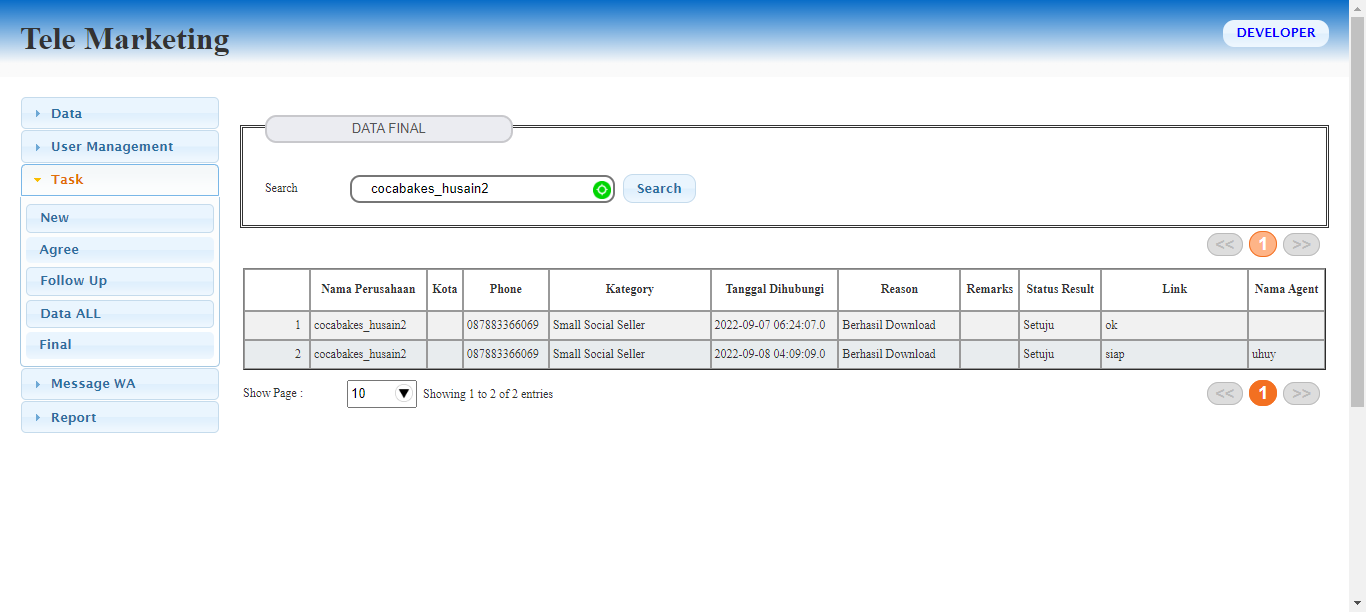 Tele Marketing
DEVELOPER
Data
User Management
Task
New
Agree
Follow Up
Data ALL
Final
Message WA
Report
DATA FINAL
Search cocabakes_husain2 Search
<< 1 >>
Nama Perusahaan Kota Phone Kategory Tanggal Dihubungi Reason Remarks Status Result Link Nama Agent
1 cocabakes_husain2 087883366069 Small Social Seller 2022-09-07 06:24:07.0 Berhasil Download Setuju ok
2 cocabakes_husain2 087883366069 Small Social Seller 2022-09-08 04:09:09.0 Berhasil Download Setuju siap uhuy
Show Page : 10 Showing 1 to 2 of 2 entries << 1 >>